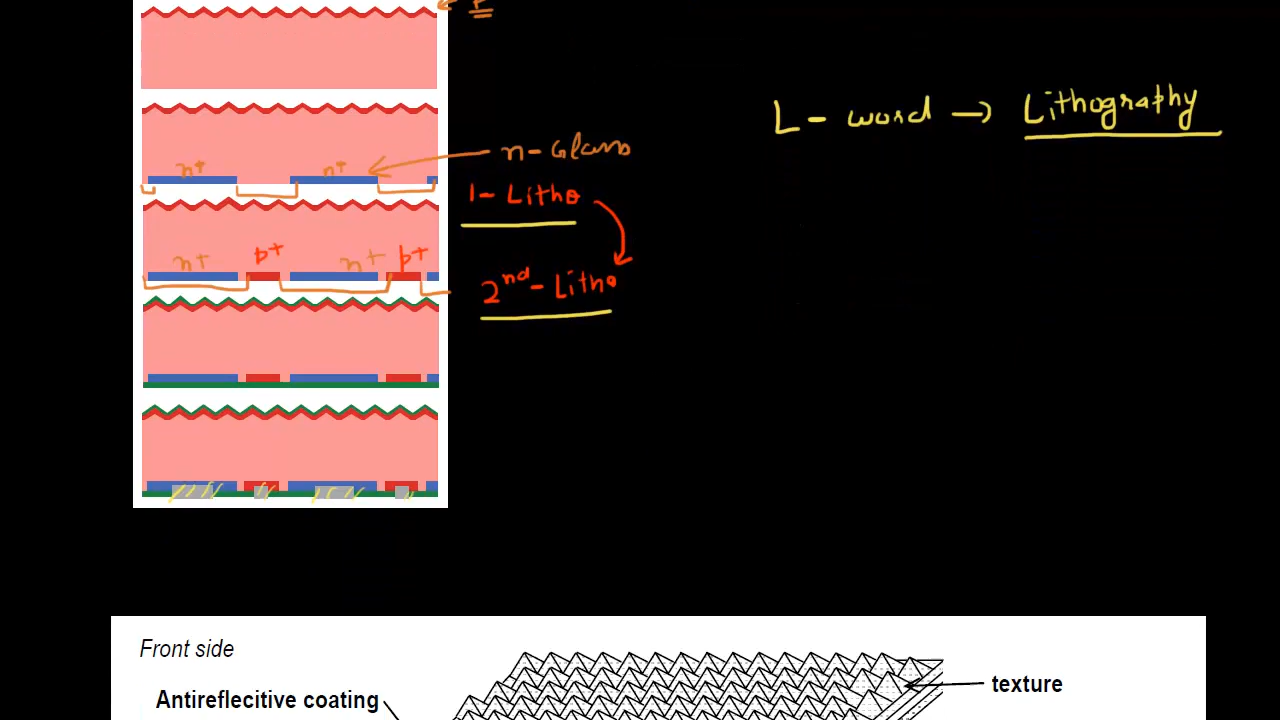 L - word → Lithography
n+ n+
n - Glass
1 - Litho
n+ p+ n+ p+
2nd - Litho
Front side
Antireflecitive coating
texture